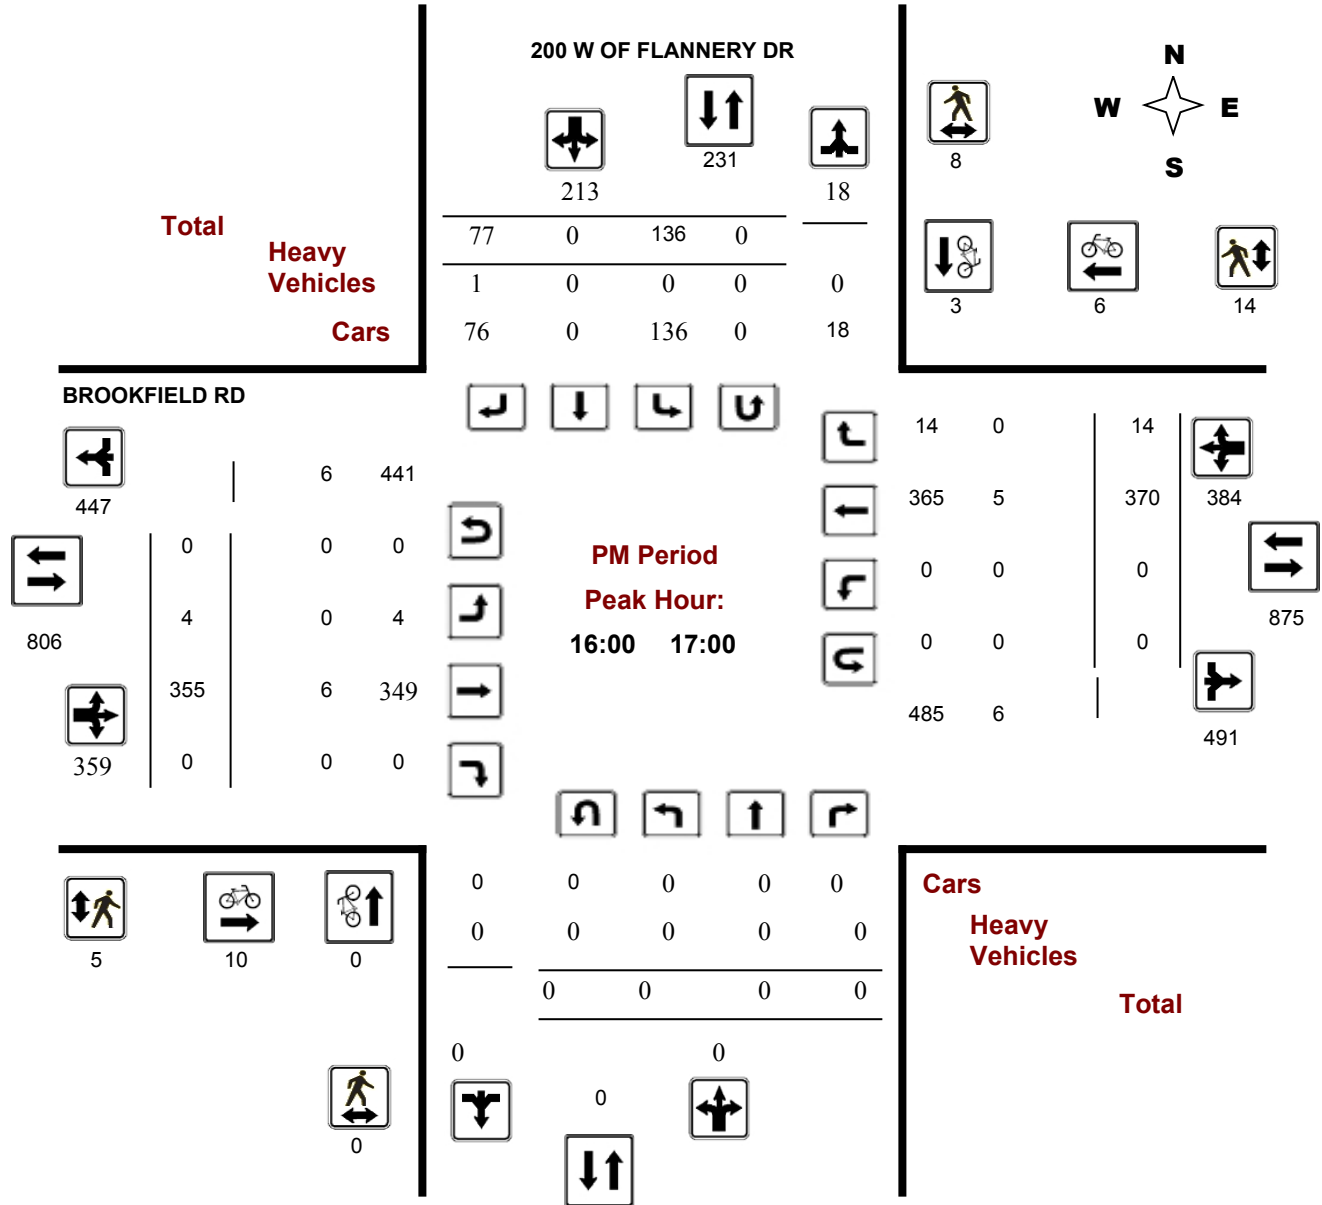 200 W OF FLANNERY DR
N
W E
S
231
8
213
18
Total
77 0 136 0
Heavy
Vehicles
1 0 0 0 0
3 6 14
Cars
76 0 136 0 18
BROOKFIELD RD
14 0 14
6 441
447
365 5 370 384
0 0 0
PM Period
0 0 0
Peak Hour:
4 0 4
875
806
16:00 17:00
0 0 0
355 6 349
485 6
491
359 0 0 0
0 0 0 0 0
Cars
0 0 0 0 0
Heavy
Vehicles
5 10 0
0 0 0 0
Total
0 0
0
0